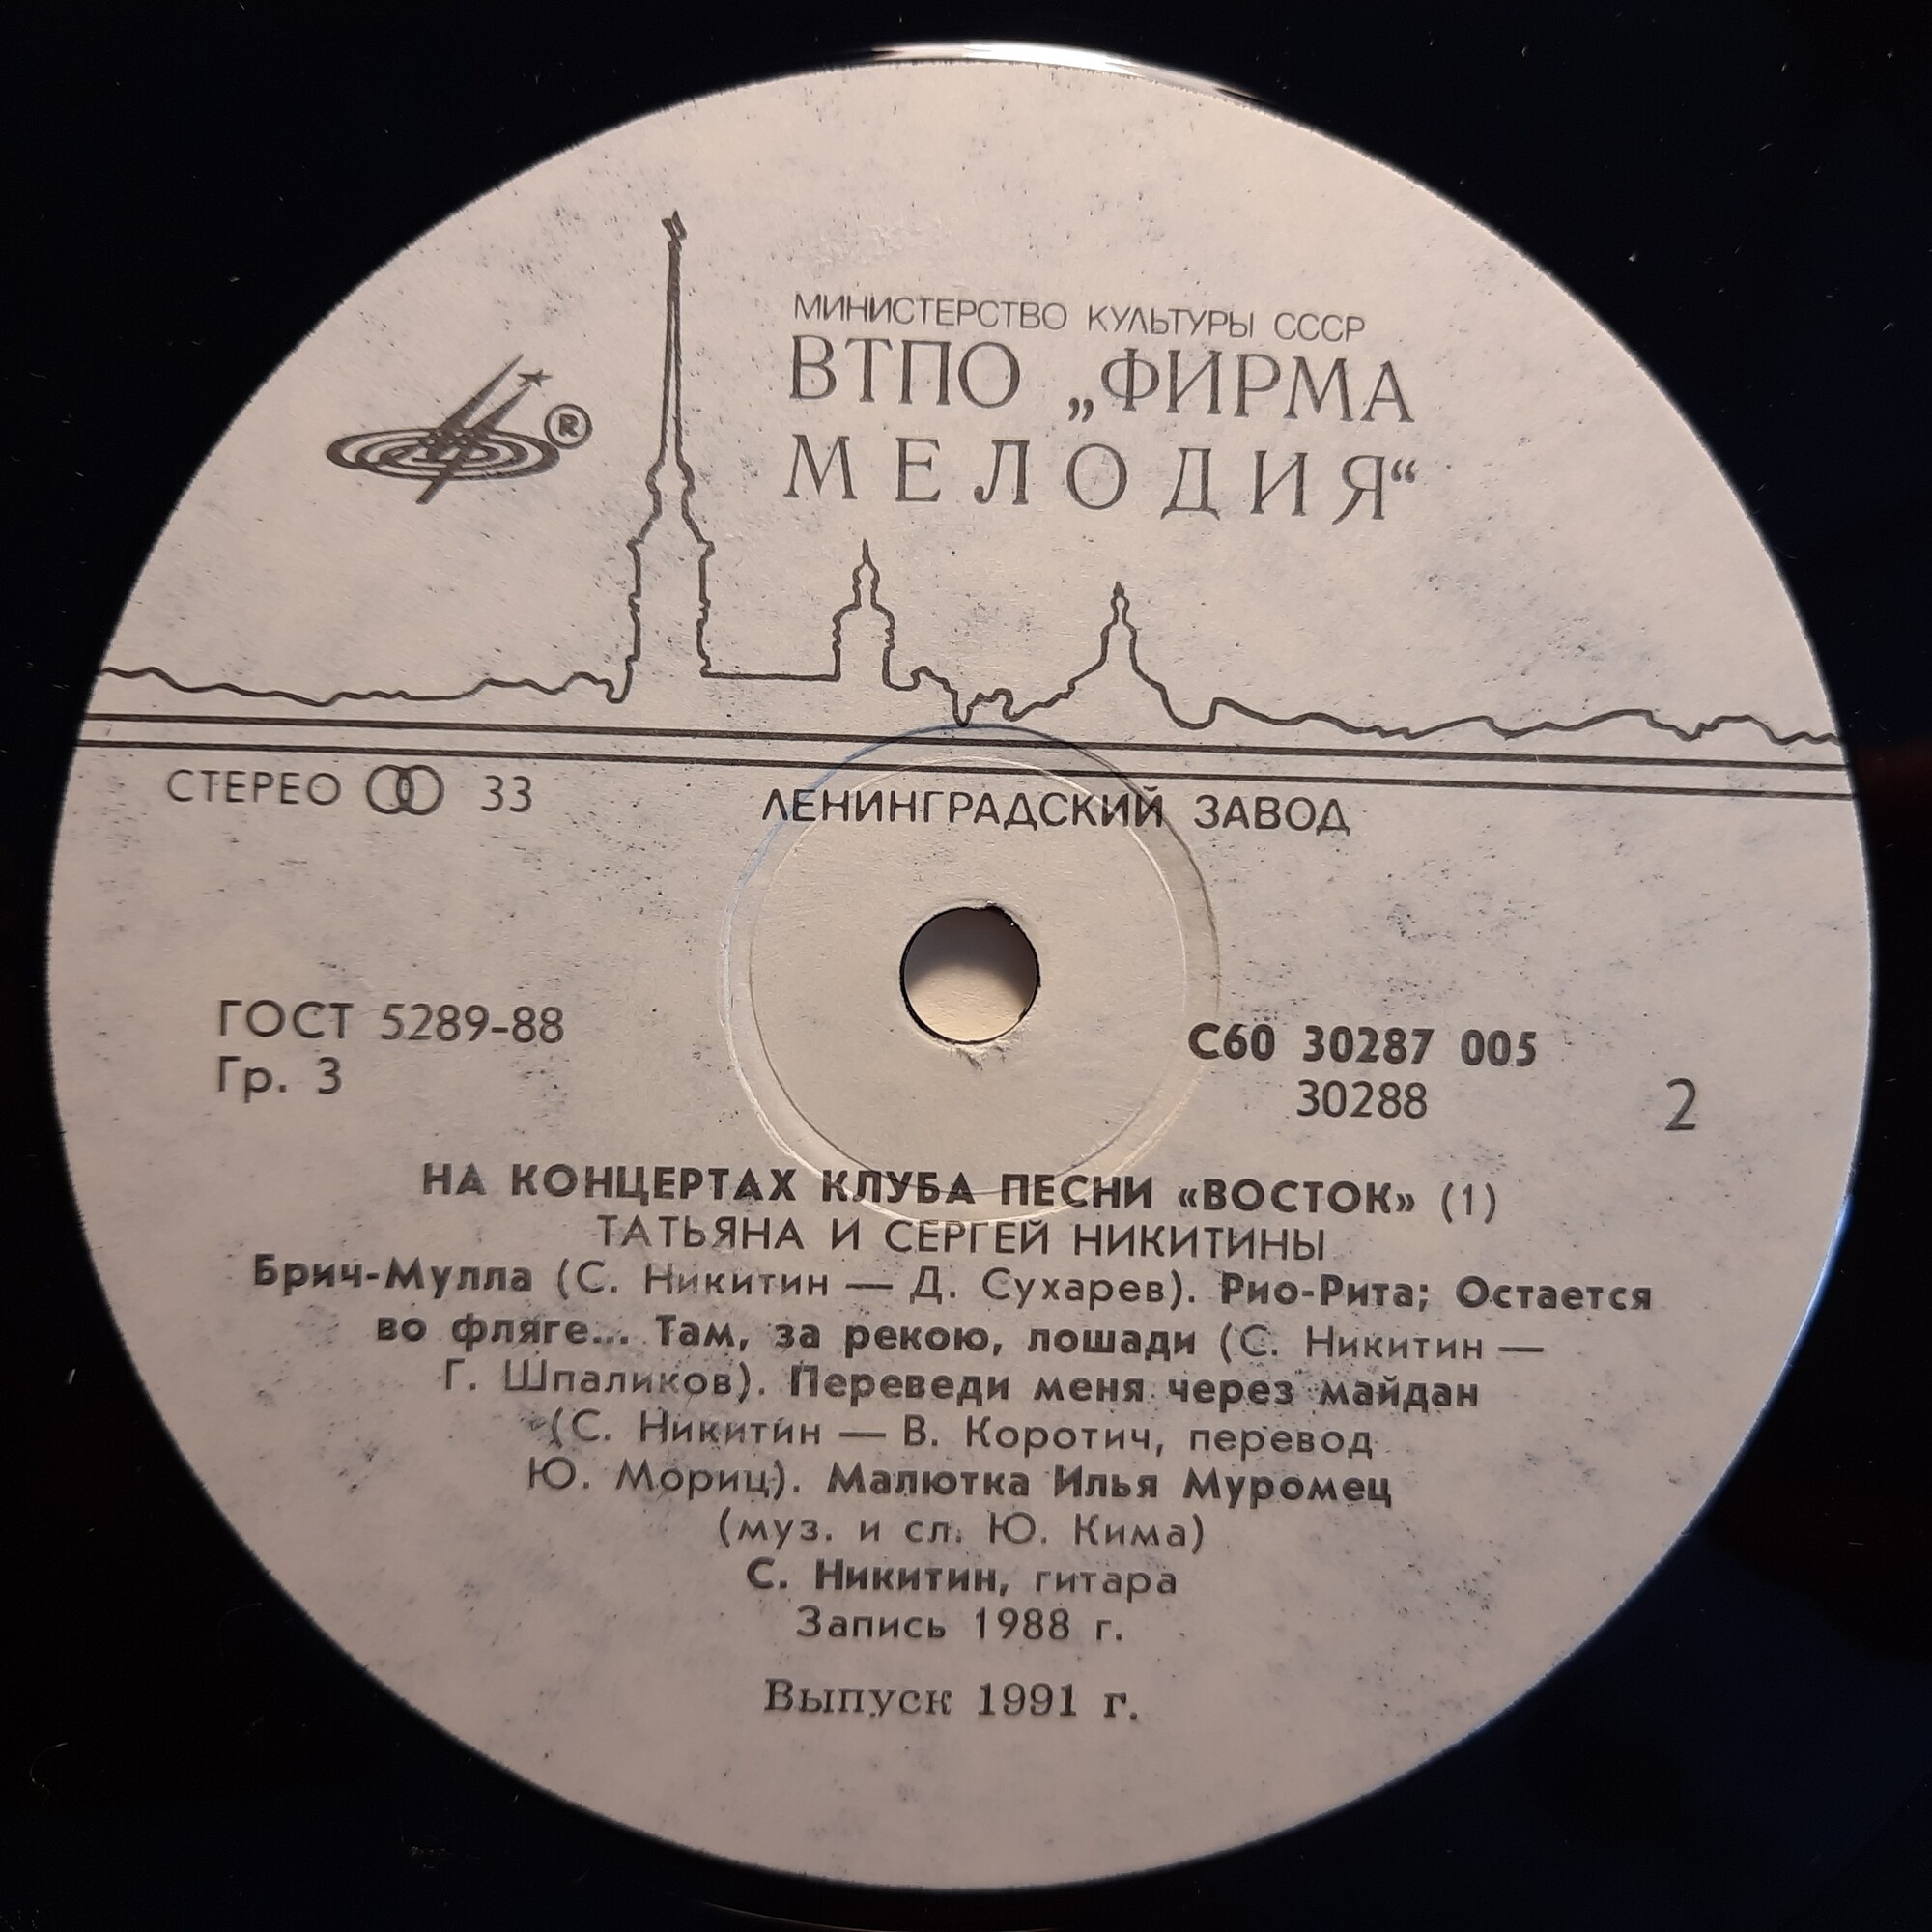 МИНИСТЕРСТВО КУЛЬТУРЫ СССР
ВТПО „ФИРМА
МЕЛОДИЯ“
®
СТЕРЕО 33
ЛЕНИНГРАДСКИЙ ЗАВОД
ГОСТ 5289-88
Гр. 3
С60 30287 005
30288
2
НА КОНЦЕРТАХ КЛУБА ПЕСНИ «ВОСТОК» (1)
ТАТЬЯНА И СЕРГЕЙ НИКИТИНЫ
Брич-Мулла (С. Никитин — Д. Сухарев). Рио-Рита; Остается
во фляге... Там, за рекою, лошади (С. Никитин —
Г. Шпаликов). Переведи меня через майдан
(С. Никитин — В. Коротич, перевод
Ю. Мориц). Малютка Илья Муромец
(муз. и сл. Ю. Кима)
С. Никитин, гитара
Запись 1988 г.
Выпуск 1991 г.